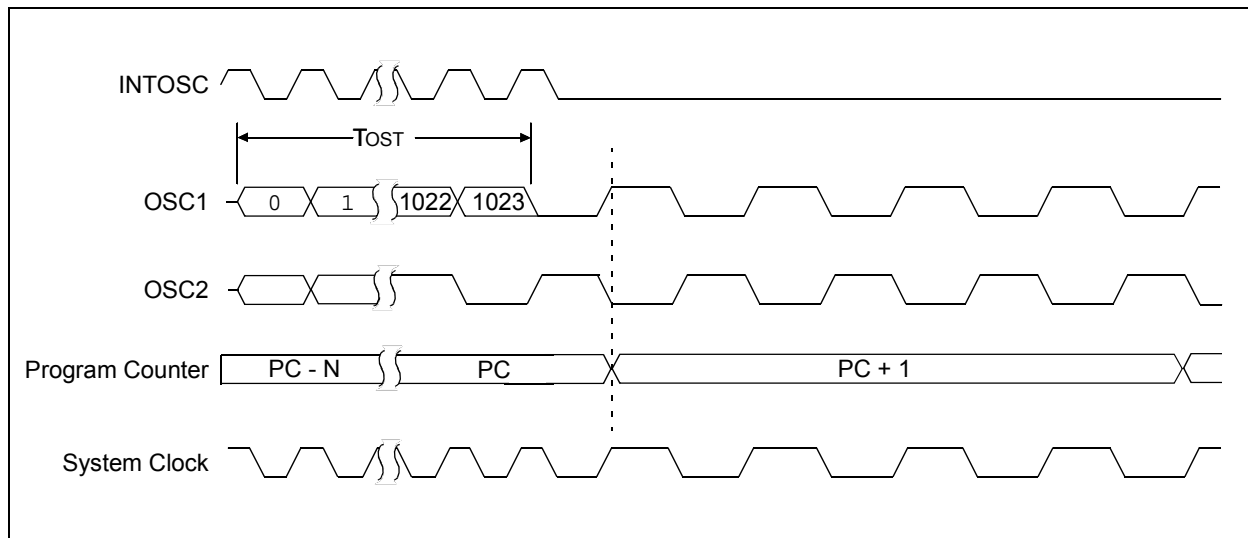 INTOSC
TOST
OSC1
0 1 1022 1023
OSC2
Program Counter
PC - N PC PC + 1
System Clock